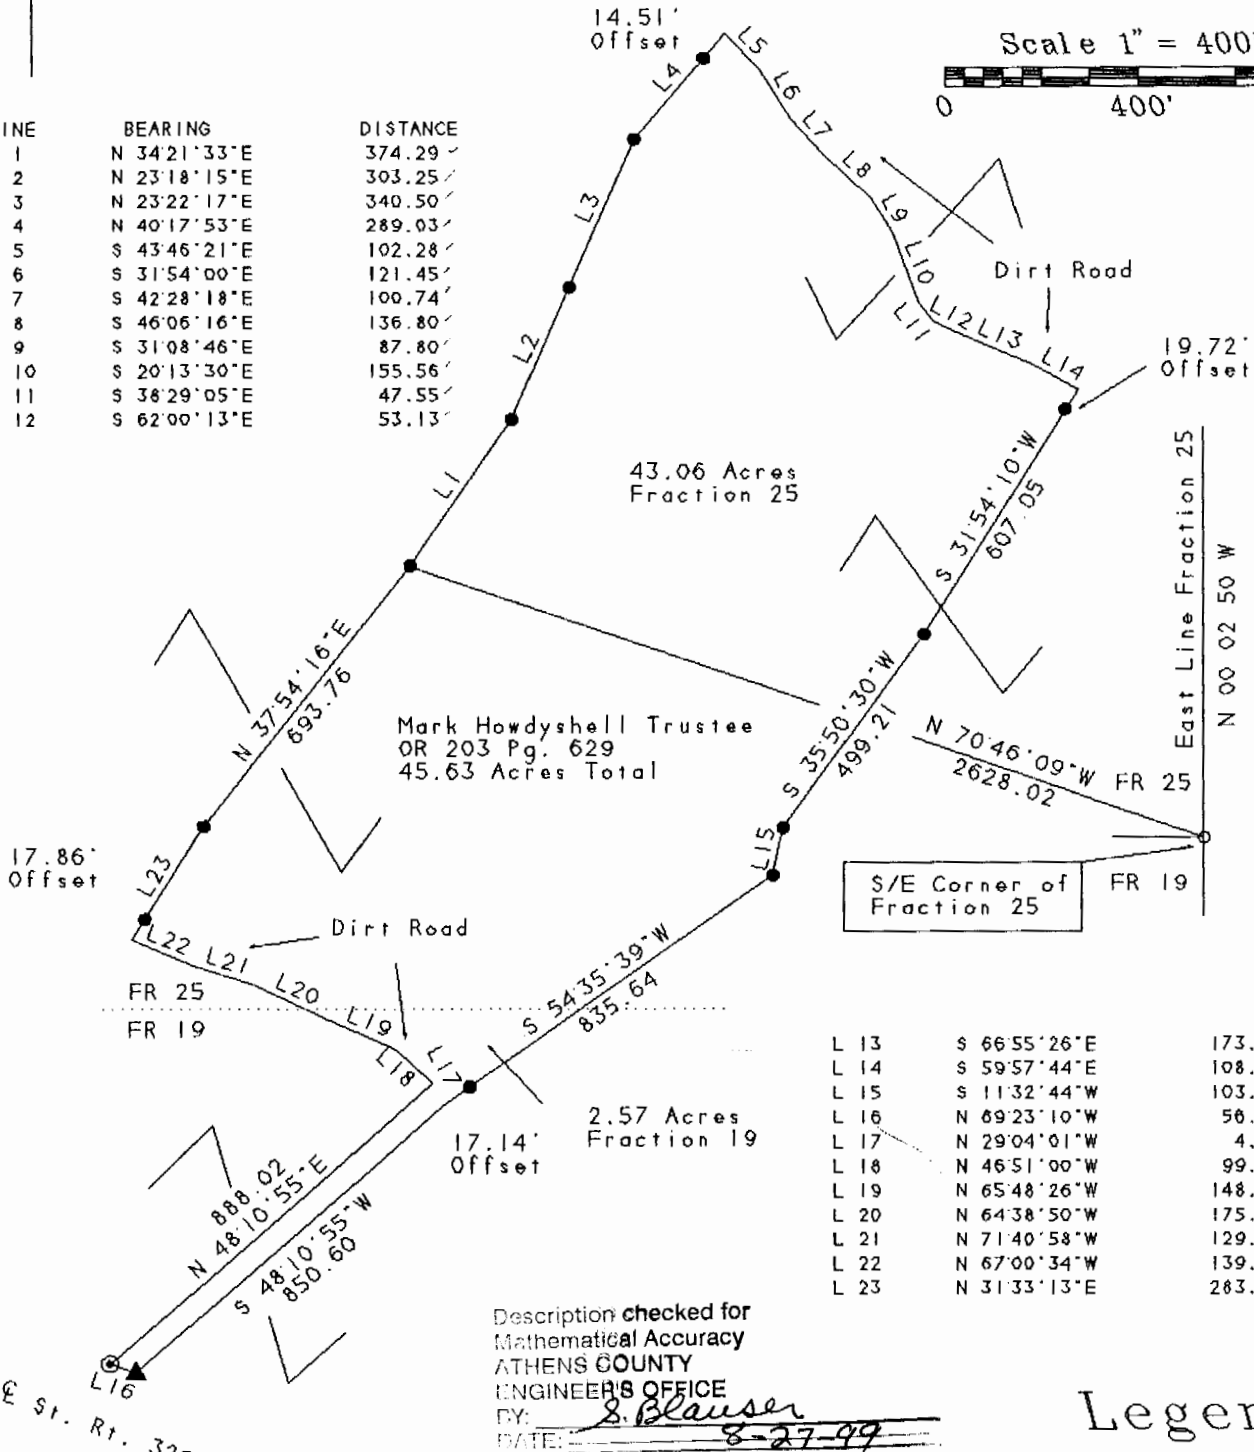 14.51'
Offset
Scale 1" = 400'
0 400'
INE BEARING DISTANCE
1 N 34°21'33"E 374.29
2 N 23°18'15"E 303.25
3 N 23°22'17"E 340.50
4 N 40°17'53"E 289.03
5 S 43°46'21"E 102.28
6 S 31°54'00"E 121.45
7 S 42°28'18"E 100.74
8 S 46°06'16"E 136.80
9 S 31°08'46"E 87.80
10 S 20°13'30"E 155.56
11 S 38°29'05"E 47.55
12 S 62°00'13"E 53.13
L1
L2
L3
L4
L5
L6
L7
L8
L9
L10
L11
L12
L13
L14
Dirt Road
19.72'
Offset
43.06 Acres
Fraction 25
S 31°54'10"W
607.05
East Line Fraction 25
N 00 02 50 W
N 37°54'16"E
693.76
Mark Howdyshell Trustee
OR 203 Pg. 629
45.63 Acres Total
S 35°50'30"W
499.21
N 70°46'09"W
2628.02
FR 25
FR 19
S/E Corner of
Fraction 25
L15
17.86'
Offset
L23
L22
L21
L20
L19
L18
L17
Dirt Road
FR 25
FR 19
S 54°35'39"W
835.64
2.57 Acres
Fraction 19
17.14'
Offset
L 13 S 66°55'26"E 173.
L 14 S 59°57'44"E 108.
L 15 S 11°32'44"W 103.
L 16 N 69°23'10"W 56.
L 17 N 29°04'01"W 4.
L 18 N 46°51'00"W 99.
L 19 N 65°48'26"W 148.
L 20 N 64°38'50"W 175.
L 21 N 71°40'58"W 129.
L 22 N 67°00'34"W 139.
L 23 N 31°33'13"E 283.
888.02
N 48°10'55"E
S 48°10'55"W
850.60
L16
℄ St. Rt.
Description checked for
Mathematical Accuracy
ATHENS COUNTY
ENGINEER'S OFFICE
BY: S. Blauser
DATE: 8-27-99
Leger